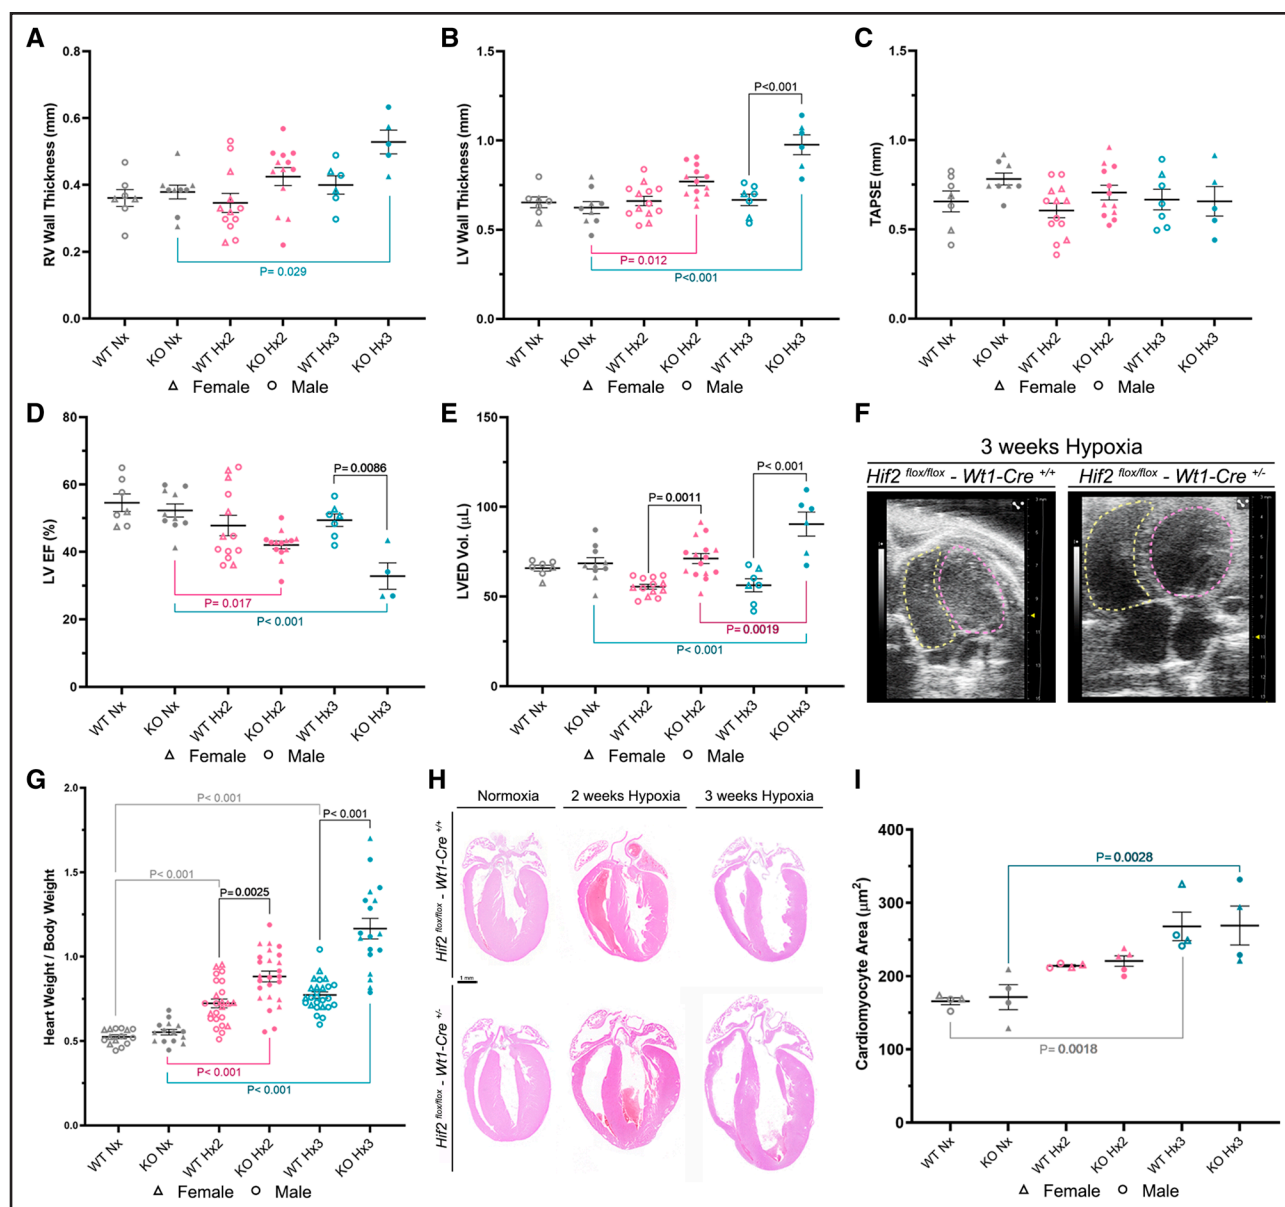 A
0.8
0.6
0.4
0.2
0.0
RV Wall Thickness (mm)
P= 0.029
WT Nx
KO Nx
WT Hx2
KO Hx2
WT Hx3
KO Hx3
△ Female ○ Male
B
1.5
1.0
0.5
0.0
LV Wall Thickness (mm)
P<0.001
P= 0.012
P<0.001
WT Nx
KO Nx
WT Hx2
KO Hx2
WT Hx3
KO Hx3
△ Female ○ Male
C
1.5
1.0
0.5
0.0
TAPSE (mm)
WT Nx
KO Nx
WT Hx2
KO Hx2
WT Hx3
KO Hx3
△ Female ○ Male
D
80
60
40
20
0
LV EF (%)
P= 0.0086
P= 0.017
P< 0.001
WT Nx
KO Nx
WT Hx2
KO Hx2
WT Hx3
KO Hx3
△ Female ○ Male
E
150
100
50
0
LVED Vol. (μL)
P< 0.001
P= 0.0011
P= 0.0019
P< 0.001
WT Nx
KO Nx
WT Hx2
KO Hx2
WT Hx3
KO Hx3
△ Female ○ Male
F
3 weeks Hypoxia
Hif2 flox/flox - Wt1-Cre +/+
Hif2 flox/flox - Wt1-Cre +/-
G
2.0
1.5
1.0
0.5
0.0
Heart Weight / Body Weight
P< 0.001
P< 0.001
P< 0.001
P= 0.0025
P< 0.001
P< 0.001
WT Nx
KO Nx
WT Hx2
KO Hx2
WT Hx3
KO Hx3
△ Female ○ Male
H
Normoxia
2 weeks Hypoxia
3 weeks Hypoxia
Hif2 flox/flox - Wt1-Cre +/+
1 mm
Hif2 flox/flox - Wt1-Cre +/-
I
400
300
200
100
0
Cardiomyocyte Area (μm2)
P= 0.0028
P= 0.0018
WT Nx
KO Nx
WT Hx2
KO Hx2
WT Hx3
KO Hx3
△ Female ○ Male